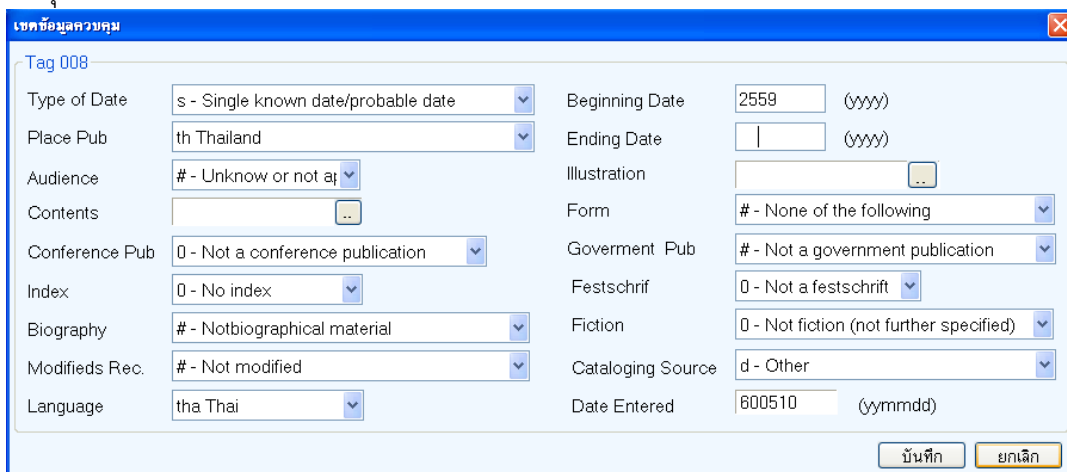 เขตข้อมูลควบคุม
Tag 008
Type of Date s - Single known date/probable date Beginning Date 2559 (yyyy)
Place Pub th Thailand Ending Date (yyyy)
Audience # - Unknow or not a Illustration ..
Contents .. Form # - None of the following
Conference Pub 0 - Not a conference publication Goverment Pub # - Not a government publication
Index 0 - No index Festschrif 0 - Not a festschrift
Biography # - Notbiographical material Fiction 0 - Not fiction (not further specified)
Modifieds Rec. # - Not modified Cataloging Source d - Other
Language tha Thai Date Entered 600510 (yymmdd)
บันทึก ยกเลิก